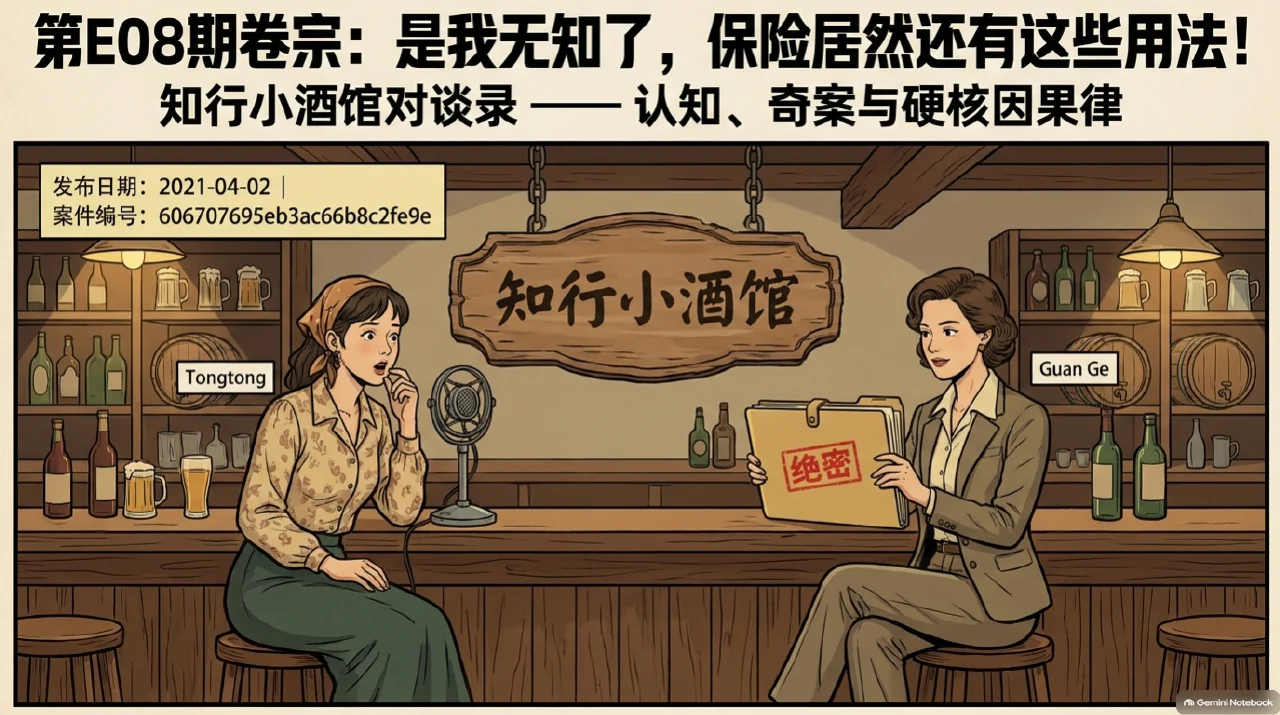 第E08期卷宗：是我无知了，保险居然还有这些用法！
知行小酒馆对谈录 —— 认知、奇案与硬核因果律
发布日期：2021-04-02 |
案件编号：606707695eb3ac66b8c2fe9e
知行小酒馆
Tongtong
Guan Ge
绝密
Gemini Notebook